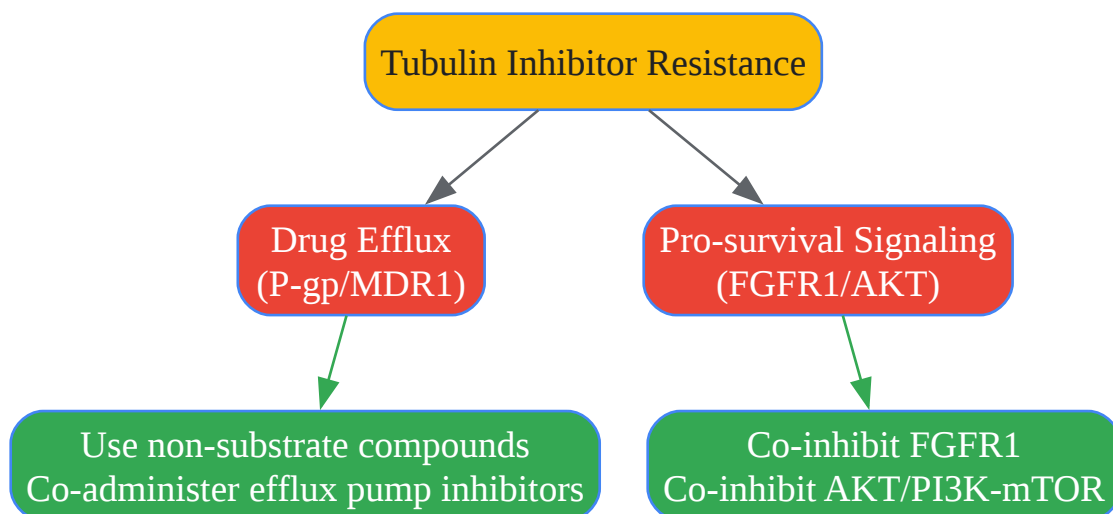 Tubulin Inhibitor Resistance
Drug Efflux
(P-gp/MDR1)
Pro-survival Signaling
(FGFR1/AKT)
Use non-substrate compounds
Co-administer efflux pump inhibitors
Co-inhibit FGFR1
Co-inhibit AKT/PI3K-mTOR